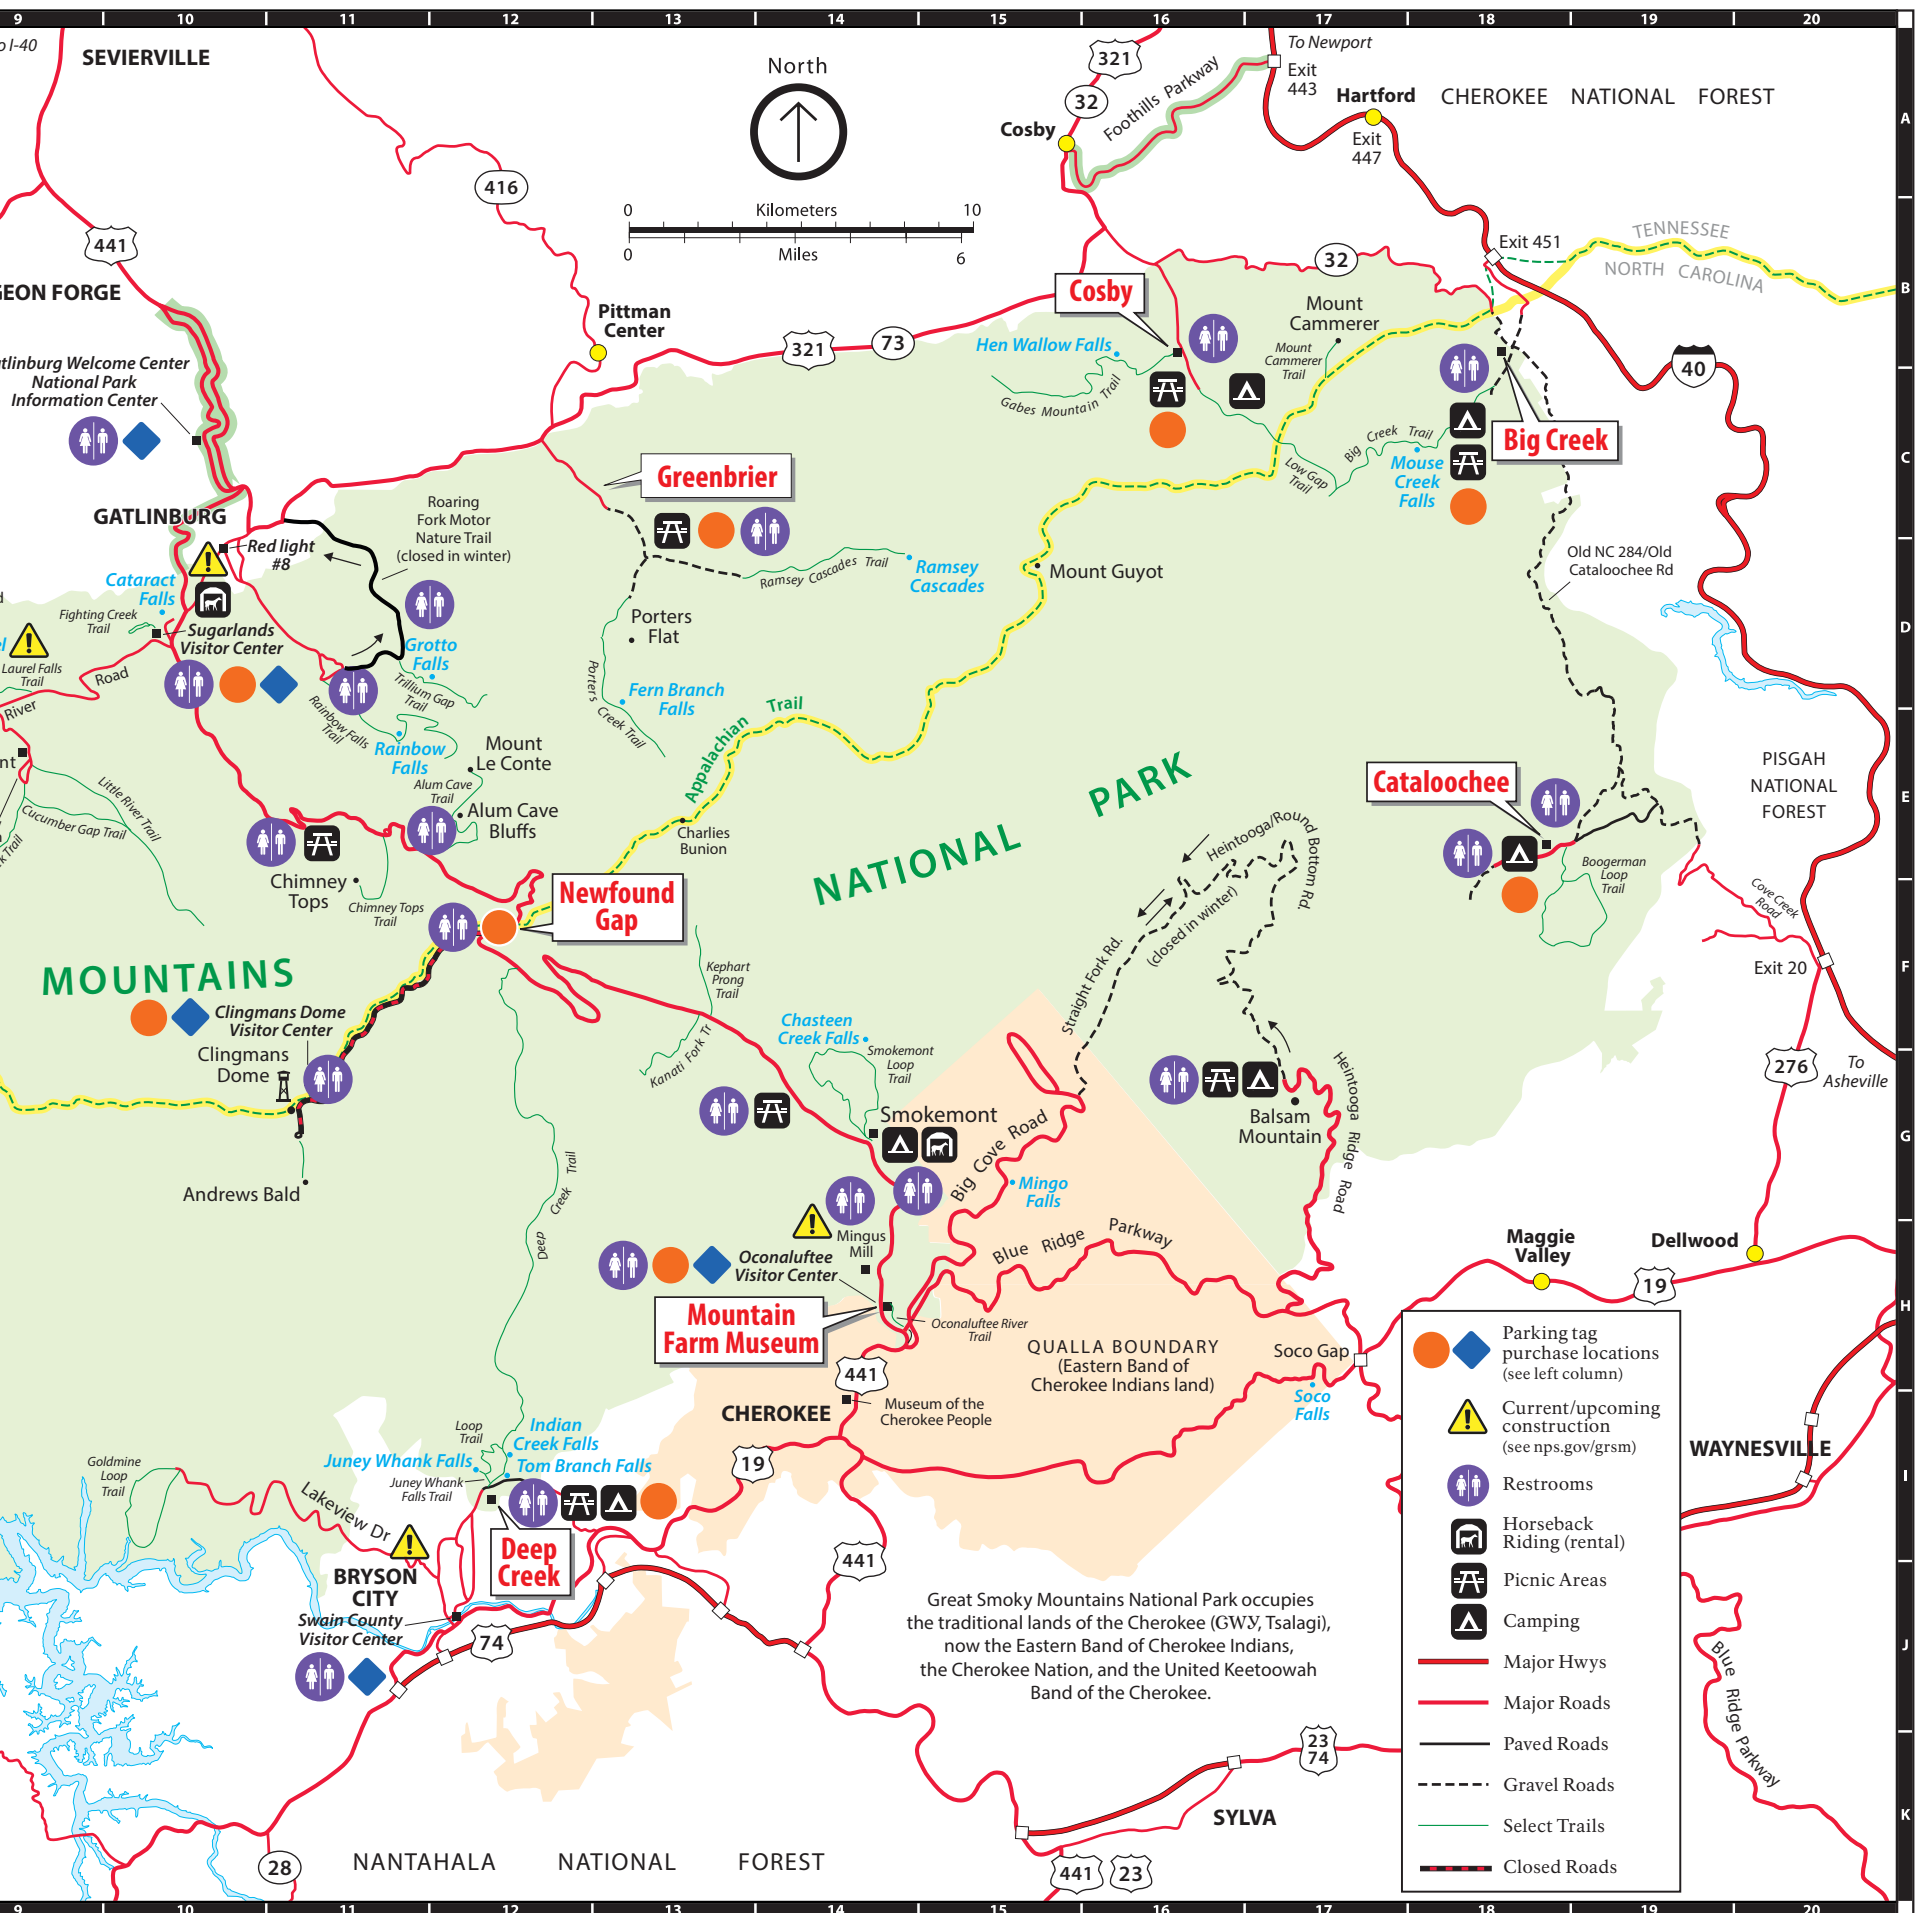 9 10 11 12 13 14 15 16 17 18 19 20
o I-40
SEVIERVILLE
North
321
32
Foothills Parkway
To Newport
Exit
443
Hartford
Exit
447
CHEROKEE NATIONAL FOREST
Cosby
A
416
0 Kilometers 10
0 Miles 6
441
GEON FORGE
Exit 451
TENNESSEE
NORTH CAROLINA
32
B
Cosby
Pittman
Center
321
73
Mount
Cammerer
Hen Wallow Falls
Mount
Cammerer
Trail
Gabes Mountain Trail
40
atlinburg Welcome Center
National Park
Information Center
Big Creek
Big Creek Trail
Low Gap
Trail
Mouse
Creek
Falls
C
Greenbrier
GATLINBURG
Roaring
Fork Motor
Nature Trail
(closed in winter)
Red light
#8
Cataract
Falls
Fighting Creek
Trail
Sugarlands
Visitor Center
Ramsey Cascades Trail
Ramsey
Cascades
Mount Guyot
Old NC 284/Old
Cataloochee Rd
d
el
Laurel Falls
Trail
Road
River
Porters
Flat
Grotto
Falls
Trillium Gap
Trail
D
Porters
Creek Trail
Fern Branch
Falls
Rainbow Falls
Trail
Rainbow
Falls
Appalachian Trail
Mount
Le Conte
Alum Cave
Trail
Alum Cave
Bluffs
nt
Little River Trail
Cucumber Gap Trail
k Trail
Charlies
Bunion
NATIONAL PARK
Cataloochee
PISGAH
NATIONAL
FOREST
E
Heintooga/Round
Bottom Rd.
(closed in winter)
Boogerman
Loop
Trail
Cove Creek
Road
Chimney
Tops
Chimney Tops
Trail
Newfound
Gap
MOUNTAINS
Clingmans Dome
Visitor Center
Clingmans
Dome
Kephart
Prong
Trail
Kanati Fork Tr
Straight Fork Rd.
Exit 20
F
Chasteen
Creek Falls
Smokemont
Loop
Trail
276
To
Asheville
Smokemont
Big Cove Road
Balsam
Mountain
Heintooga Ridge Road
G
Andrews Bald
Deep
Creek
Trail
Mingo
Falls
Mingus
Mill
Oconaluftee
Visitor Center
Blue Ridge Parkway
Maggie
Valley
Dellwood
19
H
Mountain
Farm Museum
Oconaluftee River
Trail
QUALLA BOUNDARY
(Eastern Band of
Cherokee Indians land)
Soco Gap
Soco
Falls
441
Museum of the
Cherokee People
CHEROKEE
19
Parking tag
purchase locations
(see left column)
Current/upcoming
construction
(see nps.gov/grsm)
Restrooms
Horseback
Riding (rental)
Picnic Areas
Camping
Major Hwys
Major Roads
Paved Roads
Gravel Roads
Select Trails
Closed Roads
WAYNESVILLE
I
Loop
Trail
Indian
Creek Falls
Juney Whank Falls
Tom Branch Falls
Juney Whank
Falls Trail
Goldmine
Loop
Trail
Lakeview Dr
Deep
Creek
BRYSON
CITY
Swain County
Visitor Center
74
441
Great Smoky Mountains National Park occupies
the traditional lands of the Cherokee (ᏣᎳᎩ, Tsalagi),
now the Eastern Band of Cherokee Indians,
the Cherokee Nation, and the United Keetoowah
Band of the Cherokee.
J
Blue Ridge Parkway
23
74
SYLVA
K
28
NANTAHALA NATIONAL FOREST
441
23
9 10 11 12 13 14 15 16 17 18 19 20